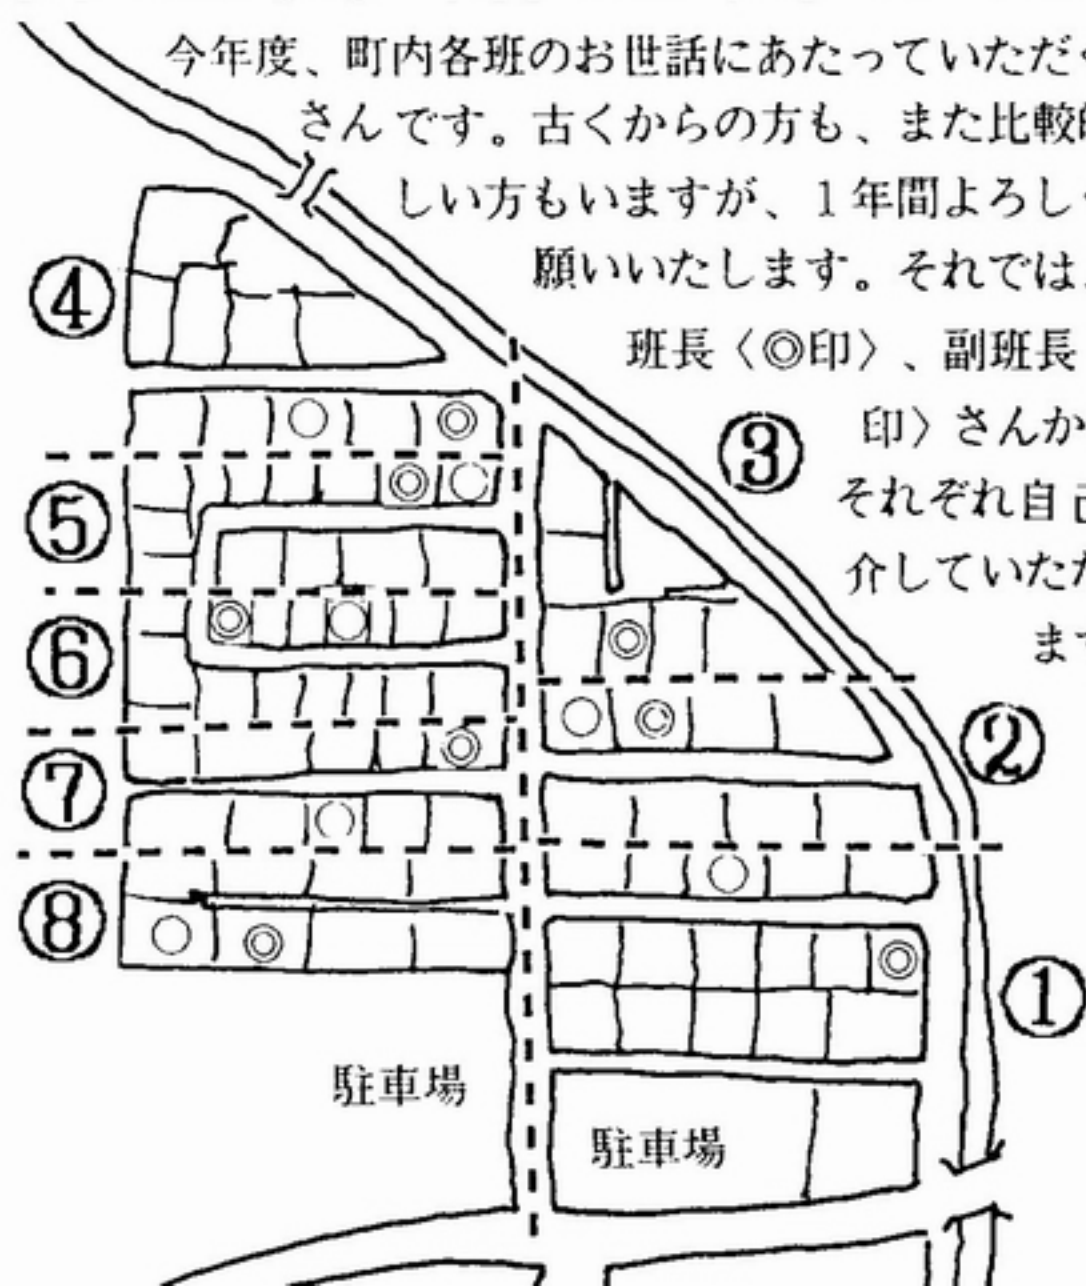 今年度、町内各班のお世話にあたっていただ
さんです。古くからの方も、また比較
しい方もいますが、1年間よろし
願いいたします。それでは、
班長〈◎印〉、副班長
印〉さんか
それぞれ自
介していただ
ま
④
③
⑤
⑥
②
⑦
⑧
①
駐車場
駐車場